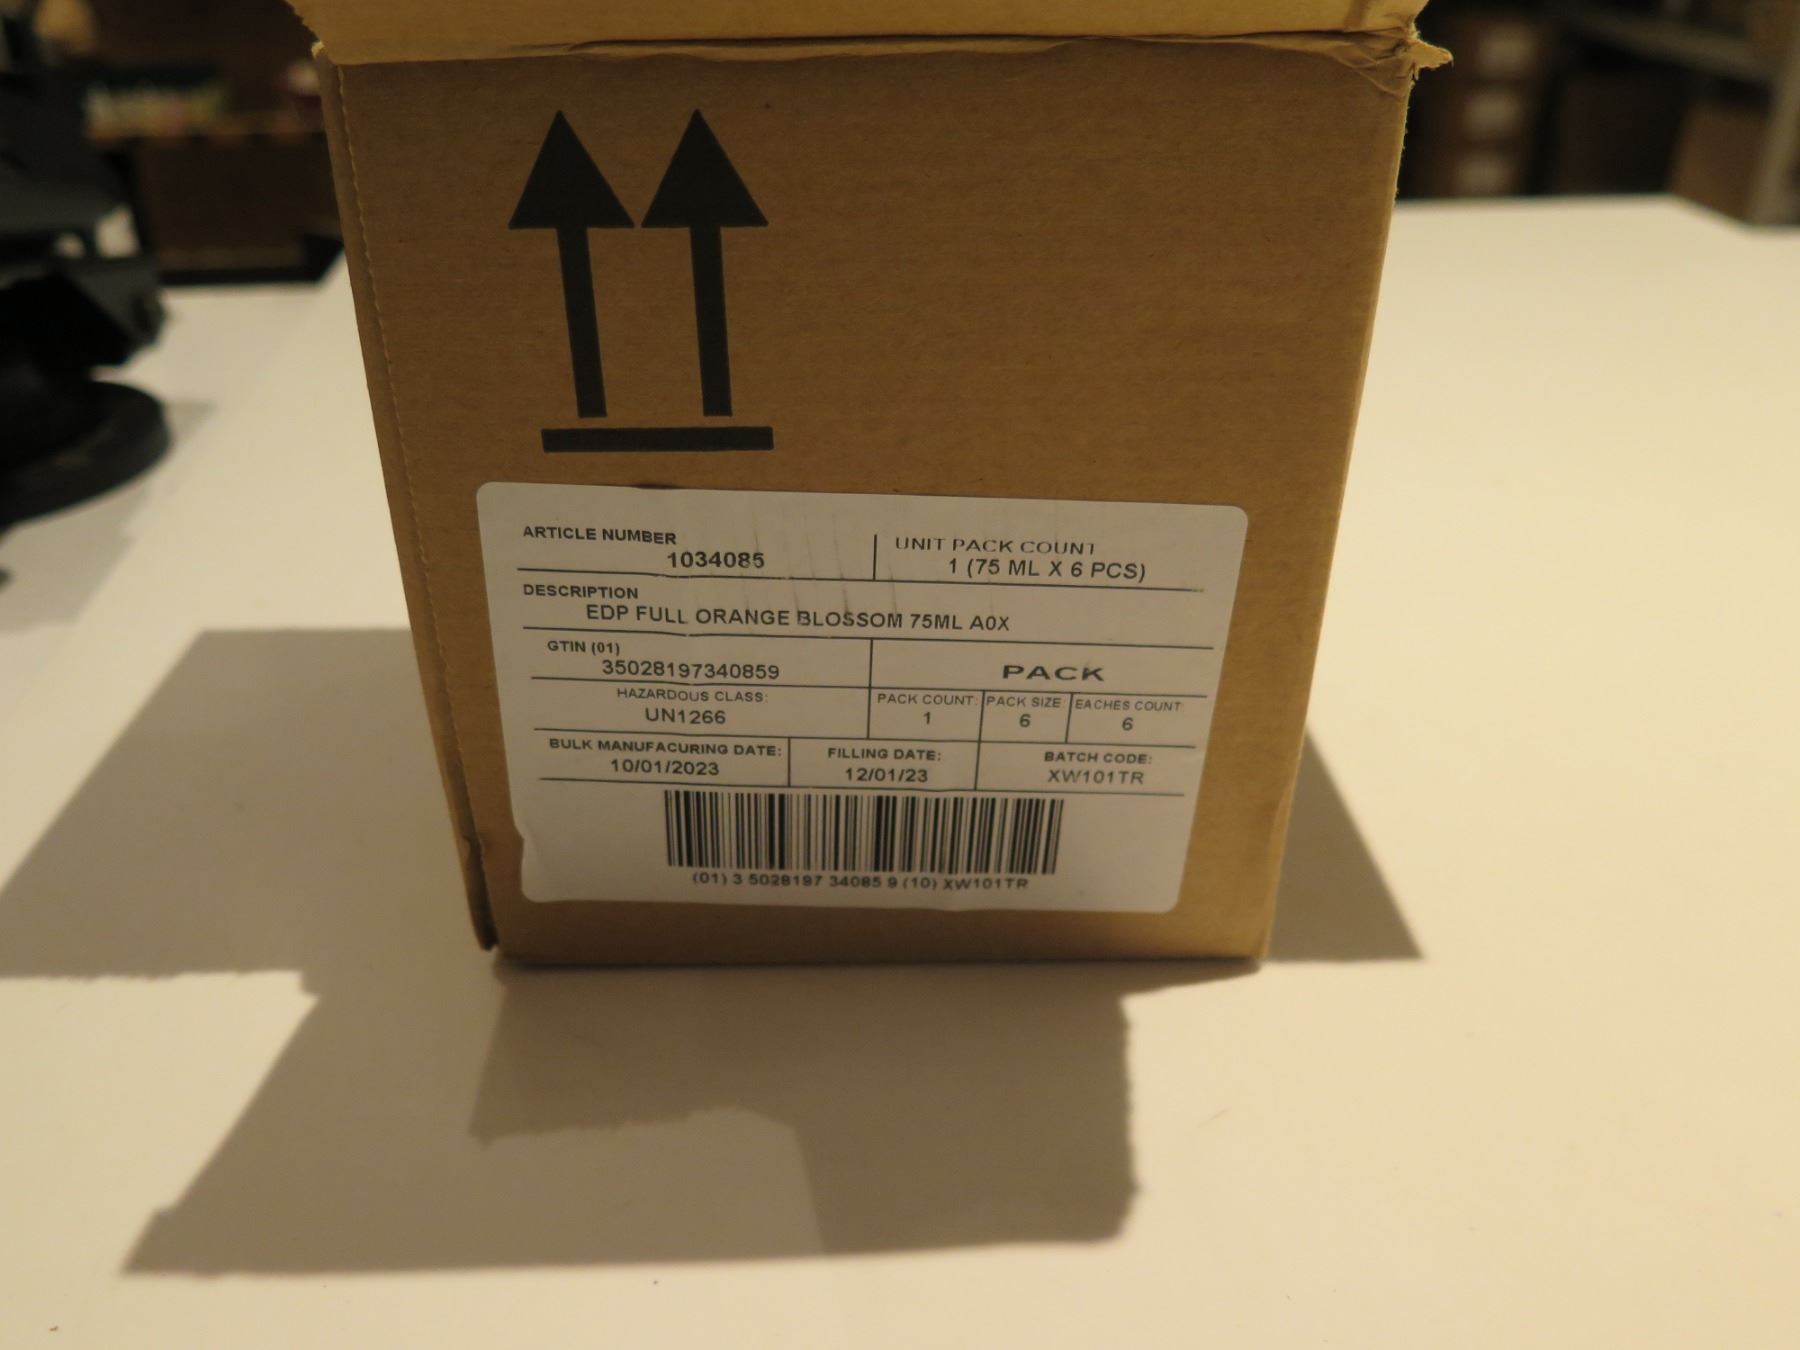 ARTICLE NUMBER
1034085
UNIT PACK COUNT
1 (75 ML X 6 PCS)
DESCRIPTION
EDP FULL ORANGE BLOSSOM 75ML A0X
GTIN (01)
35028197340859
PACK
HAZARDOUS CLASS:
UN1266
PACK COUNT:
1
PACK SIZE:
6
EACHES COUNT:
6
BULK MANUFACURING DATE:
10/01/2023
FILLING DATE:
12/01/23
BATCH CODE:
XW101TR
(01) 3 5028197 34085 9 (10) XW101TR